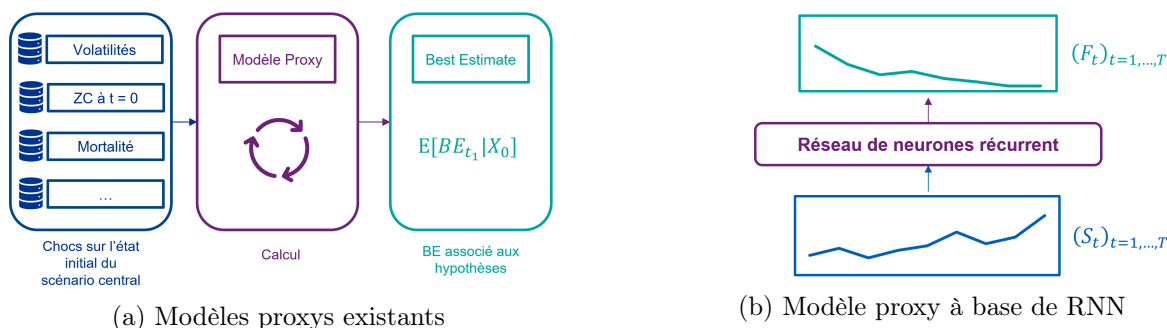 Volatilités
ZC à t = 0
Mortalité
...
Chocs sur l'état
initial du
scénario central
Modèle Proxy
Calcul
Best Estimate
E[BE_{t_1}|X_0]
BE associé aux
hypothèses
(a) Modèles proxys existants
(F_t)_{t=1,...,T}
Réseau de neurones récurrent
(S_t)_{t=1,...,T}
(b) Modèle proxy à base de RNN